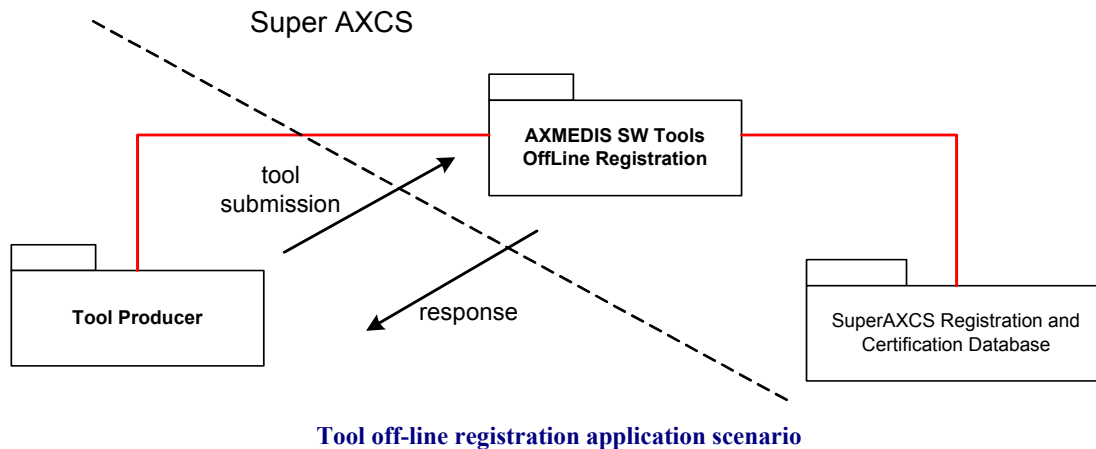 Super AXCS
AXMEDIS SW Tools
OffLine Registration
tool
submission
Tool Producer
response
SuperAXCS Registration and
Certification Database
Tool off-line registration application scenario